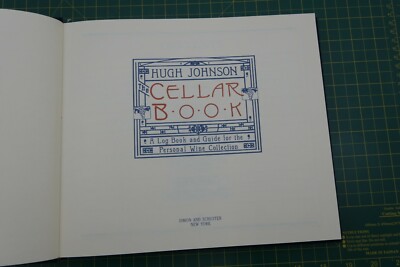 HUGH JOHNSON
CELLAR
B·O·O·K
A Log Book and Guide for the
Personal Wine Collection
SIMON AND SCHUSTER
NEW YORK